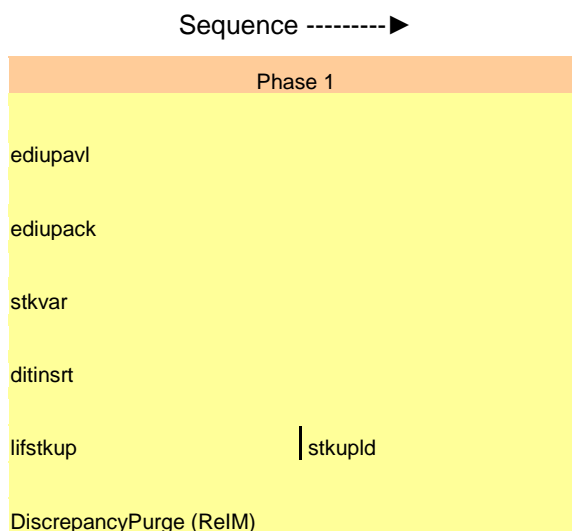 Sequence ---------►
Phase 1
ediupavl
ediupack
stkvar
ditinsrt
lifstkup | stkupld
DiscrepancyPurge (ReIM)